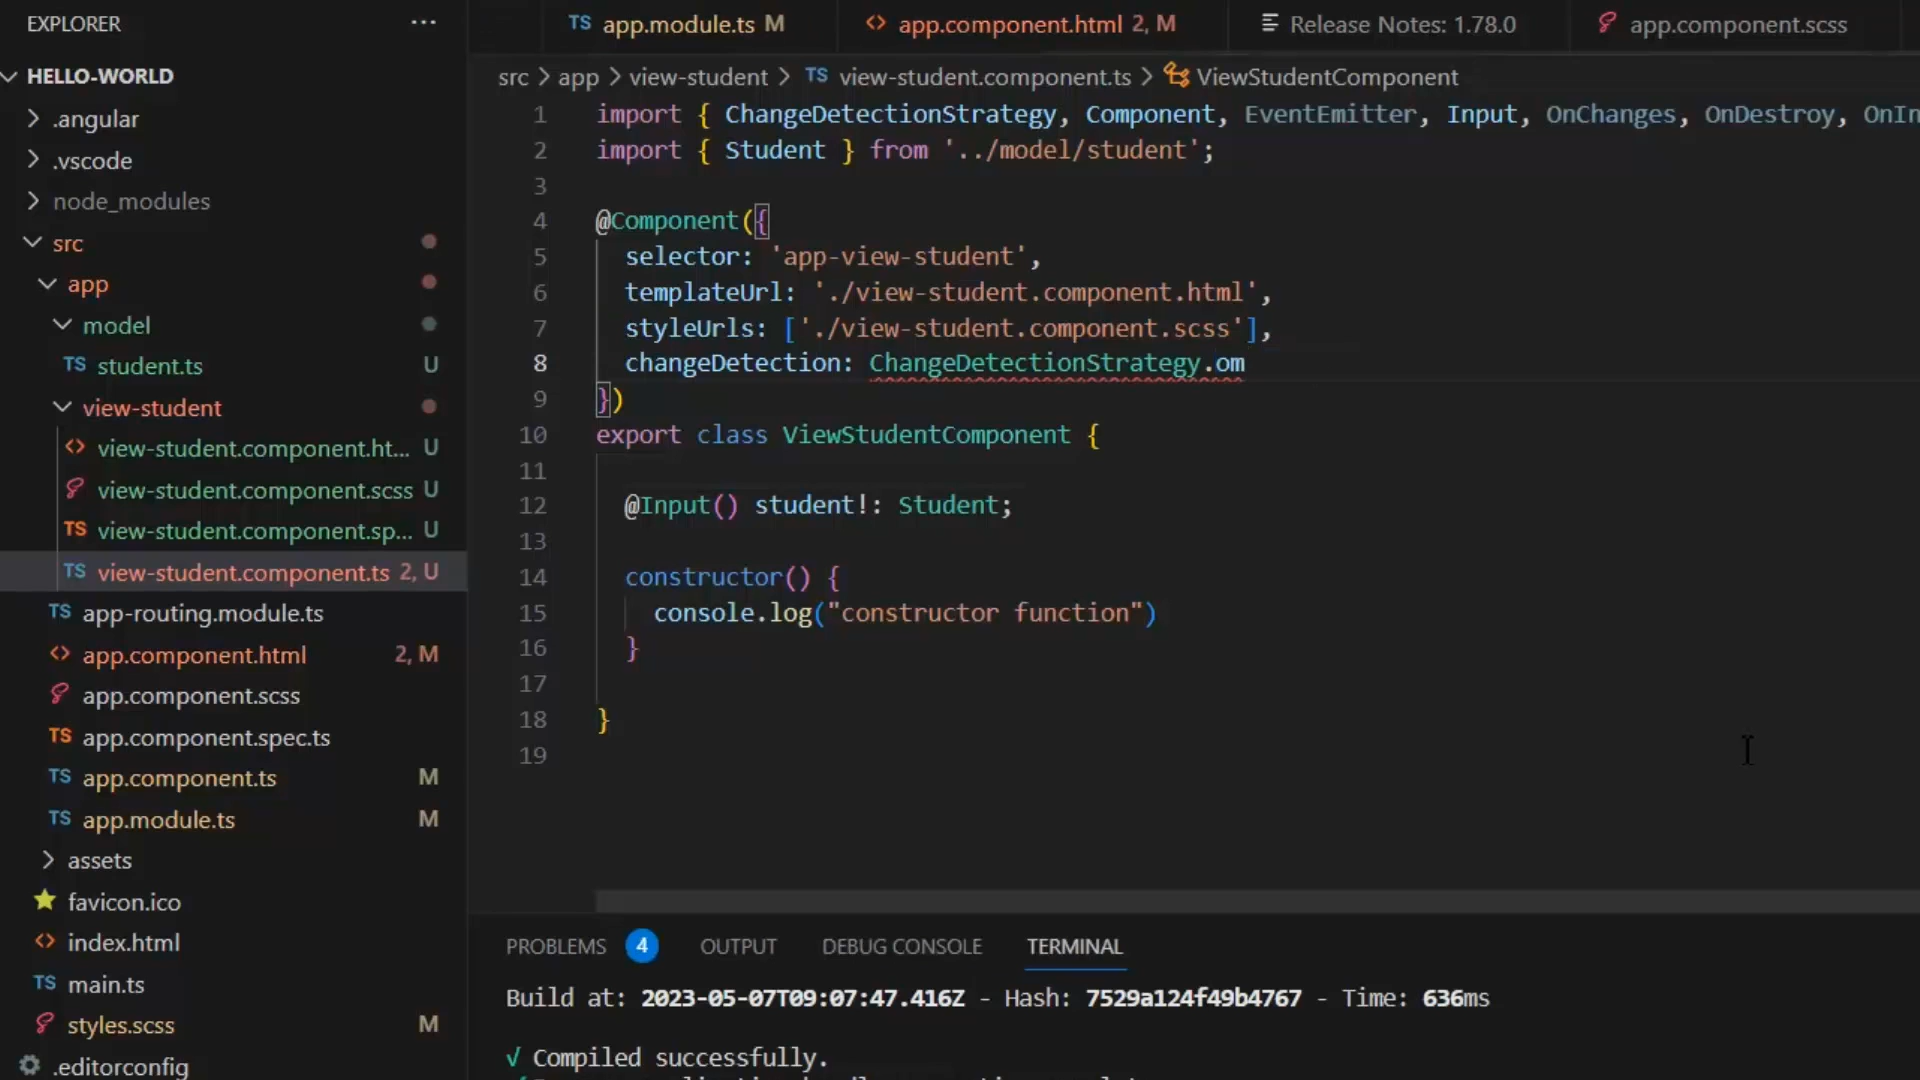 EXPLORER
HELLO-WORLD
.angular
.vscode
node_modules
src
app
model
TS student.ts U
view-student
<> view-student.component.ht... U
view-student.component.scss U
TS view-student.component.sp... U
TS view-student.component.ts 2, U
TS app-routing.module.ts
<> app.component.html 2, M
app.component.scss
TS app.component.spec.ts
TS app.component.ts M
TS app.module.ts M
assets
favicon.ico
<> index.html
TS main.ts
styles.scss M
.editorconfig
TS app.module.ts M
<> app.component.html 2, M
Release Notes: 1.78.0
app.component.scss
src > app > view-student > TS view-student.component.ts > ViewStudentComponent
1 import { ChangeDetectionStrategy, Component, EventEmitter, Input, OnChanges, OnDestroy, OnIn
2 import { Student } from '../model/student';
3
4 @Component({
5 selector: 'app-view-student',
6 templateUrl: './view-student.component.html',
7 styleUrls: ['./view-student.component.scss'],
8 changeDetection: ChangeDetectionStrategy.om
9 })
10 export class ViewStudentComponent {
11
12 @Input() student!: Student;
13
14 constructor() {
15 console.log("constructor function")
16 }
17
18 }
19
PROBLEMS 4 OUTPUT DEBUG CONSOLE TERMINAL
Build at: 2023-05-07T09:07:47.416Z - Hash: 7529a124f49b4767 - Time: 636ms
√ Compiled successfully.